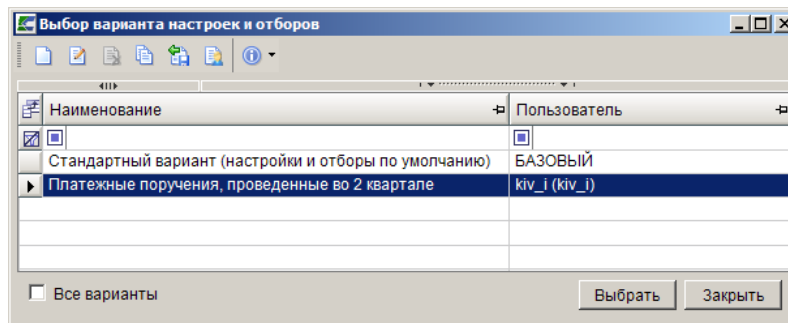 Выбор варианта настроек и отборов
Наименование Пользователь
Стандартный вариант (настройки и отборы по умолчанию) БАЗОВЫЙ
Платежные поручения, проведенные во 2 квартале kiv_i (kiv_i)
Все варианты Выбрать Закрыть